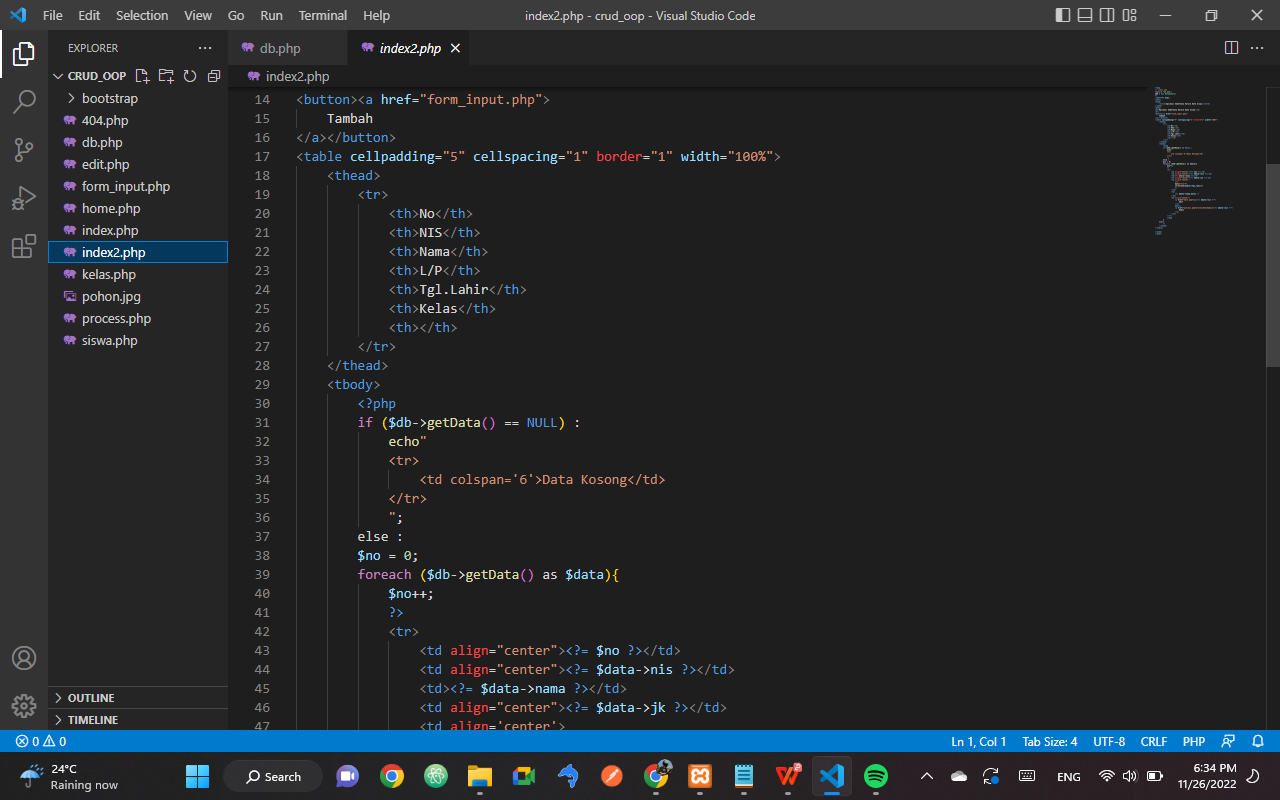 File Edit Selection View Go Run Terminal Help
index2.php - crud_oop - Visual Studio Code
EXPLORER
CRUD_OOP
bootstrap
404.php
db.php
edit.php
form_input.php
home.php
index.php
index2.php
kelas.php
pohon.jpg
process.php
siswa.php
OUTLINE
TIMELINE
db.php
index2.php
index2.php
14 <button><a href="form_input.php">
15 Tambah
16 </a></button>
17 <table cellpadding="5" cellspacing="1" border="1" width="100%">
18 <thead>
19 <tr>
20 <th>No</th>
21 <th>NIS</th>
22 <th>Nama</th>
23 <th>L/P</th>
24 <th>Tgl.Lahir</th>
25 <th>Kelas</th>
26 <th></th>
27 </tr>
28 </thead>
29 <tbody>
30 <?php
31 if ($db->getData() == NULL) :
32 echo"
33 <tr>
34 <td colspan='6'>Data Kosong</td>
35 </tr>
36 ";
37 else :
38 $no = 0;
39 foreach ($db->getData() as $data){
40 $no++;
41 ?>
42 <tr>
43 <td align="center"><?= $no ?></td>
44 <td align="center"><?= $data->nis ?></td>
45 <td><?= $data->nama ?></td>
46 <td align="center"><?= $data->jk ?></td>
47 <td align='center'>
0 0
Ln 1, Col 1 Tab Size: 4 UTF-8 CRLF PHP
24°C
Raining now
Search
ENG
6:34 PM
11/26/2022